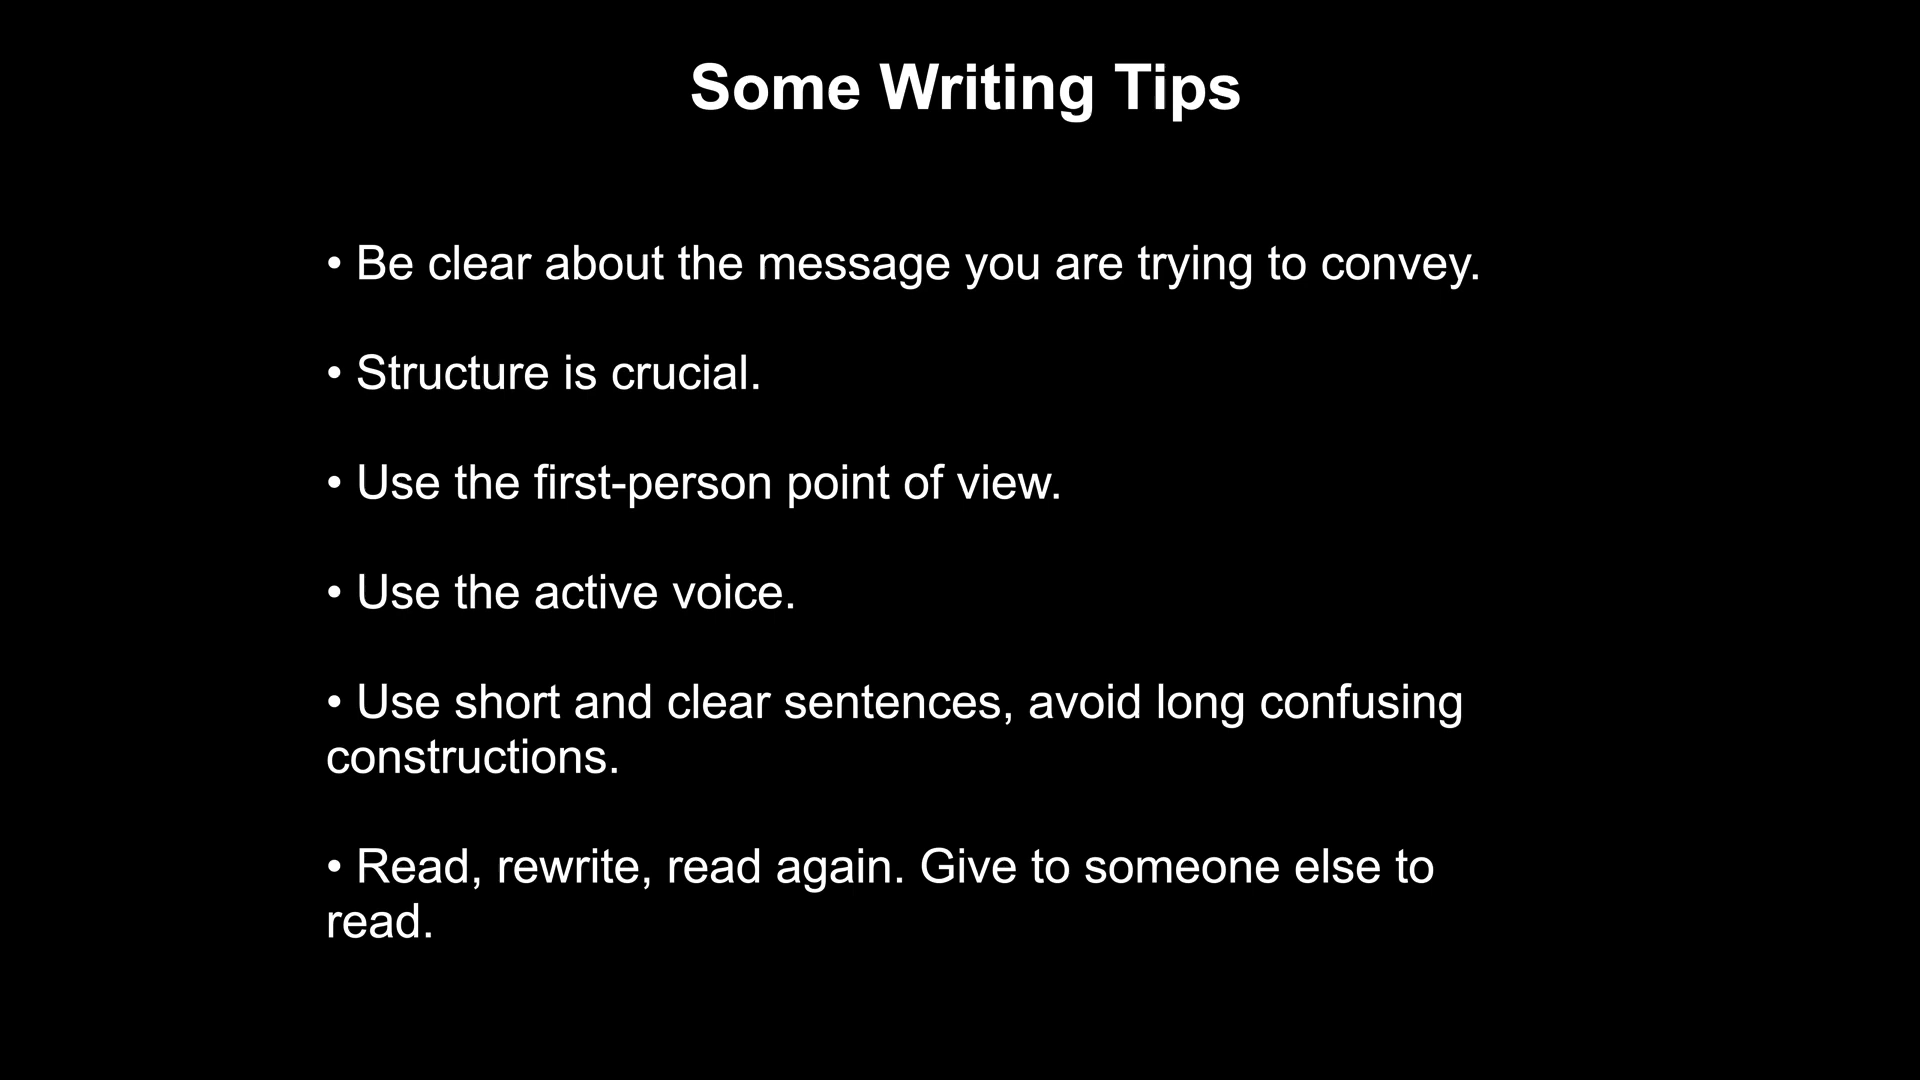 Some Writing Tips
• Be clear about the message you are trying to convey.
• Structure is crucial.
• Use the first-person point of view.
• Use the active voice.
• Use short and clear sentences, avoid long confusing
constructions.
• Read, rewrite, read again. Give to someone else to
read.